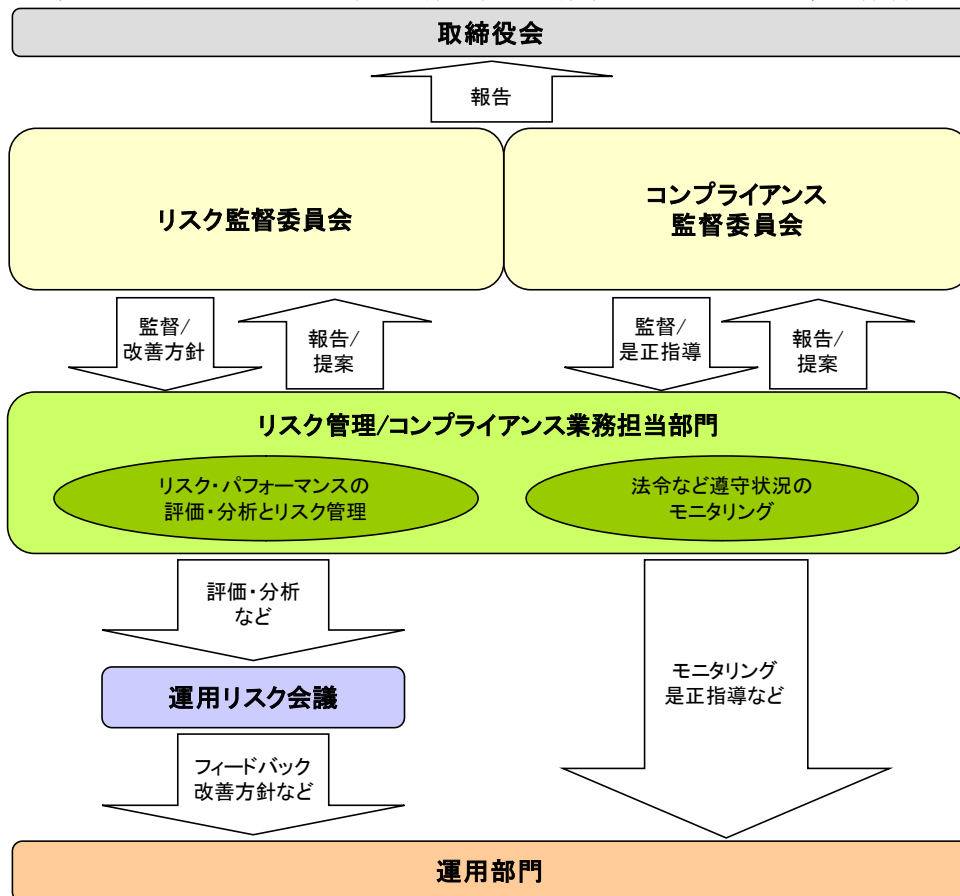 取締役会
報告
リスク監督委員会
コンプライアンス
監督委員会
監督/
改善方針
報告/
提案
監督/
是正指導
報告/
提案
リスク管理/コンプライアンス業務担当部門
リスク・パフォーマンスの
評価・分析とリスク管理
法令など遵守状況の
モニタリング
評価・分析
など
運用リスク会議
モニタリング
是正指導など
フィードバック
改善方針など
運用部門